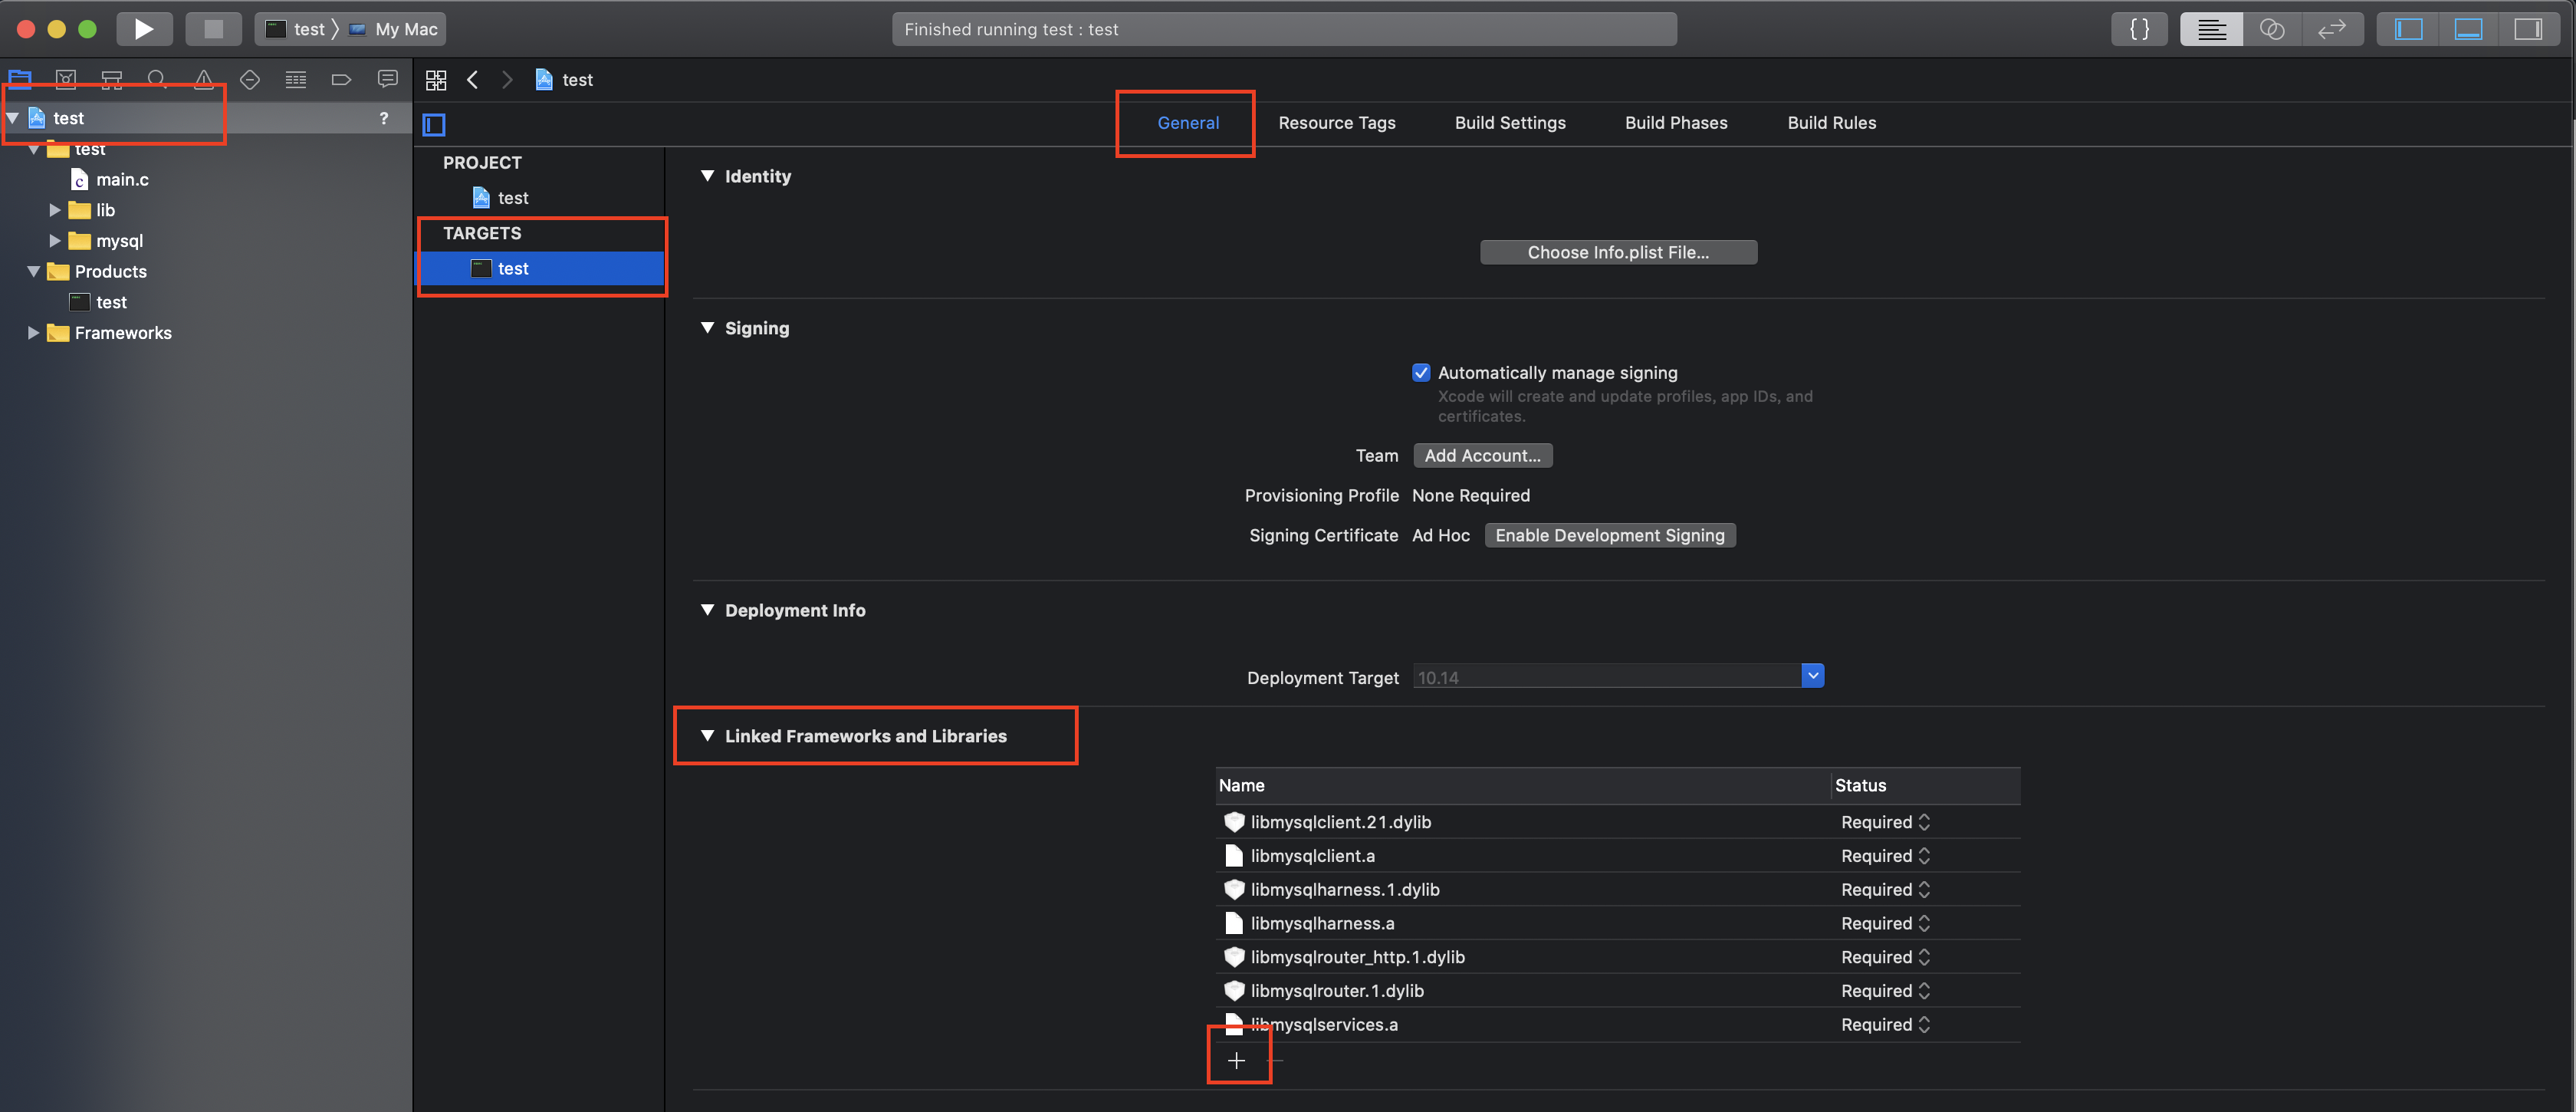 test
My Mac
Finished running test : test
{ }
test
test
?
test
main.c
lib
mysql
Products
test
Frameworks
General
Resource Tags
Build Settings
Build Phases
Build Rules
PROJECT
test
TARGETS
test
Identity
Choose Info.plist File...
Signing
Automatically manage signing
Xcode will create and update profiles, app IDs, and
certificates.
Team
Add Account...
Provisioning Profile
None Required
Signing Certificate
Ad Hoc
Enable Development Signing
Deployment Info
Deployment Target
10.14
Linked Frameworks and Libraries
Name
Status
libmysqlclient.21.dylib
Required
libmysqlclient.a
Required
libmysqlharness.1.dylib
Required
libmysqlharness.a
Required
libmysqlrouter_http.1.dylib
Required
libmysqlrouter.1.dylib
Required
libmysqlservices.a
Required